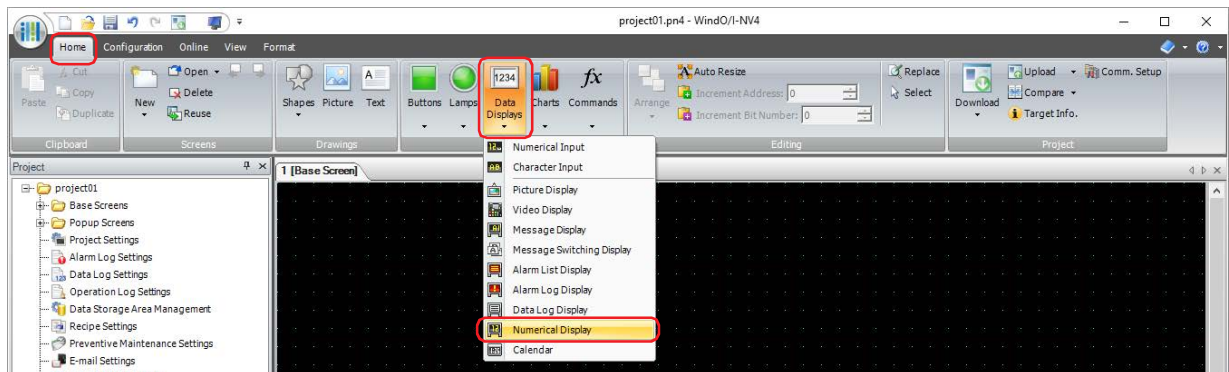 project01.pn4 - WindO/I-NV4
Home Configuration Online View Format
Paste
Cut
Copy
Duplicate
Clipboard
New
Open
Delete
Reuse
Screens
Shapes Picture Text
Drawings
Buttons Lamps Data Displays Charts Commands
1234
fx
Arrange
Auto Resize
Increment Address: 0
Increment Bit Number: 0
Replace
Select
Editing
Download
Upload
Compare
Target Info.
Comm. Setup
Project
Project
project01
Base Screens
Popup Screens
Project Settings
Alarm Log Settings
Data Log Settings
Operation Log Settings
Data Storage Area Management
Recipe Settings
Preventive Maintenance Settings
E-mail Settings
1 [Base Screen]
Numerical Input
Character Input
Picture Display
Video Display
Message Display
Message Switching Display
Alarm List Display
Alarm Log Display
Data Log Display
Numerical Display
Calendar